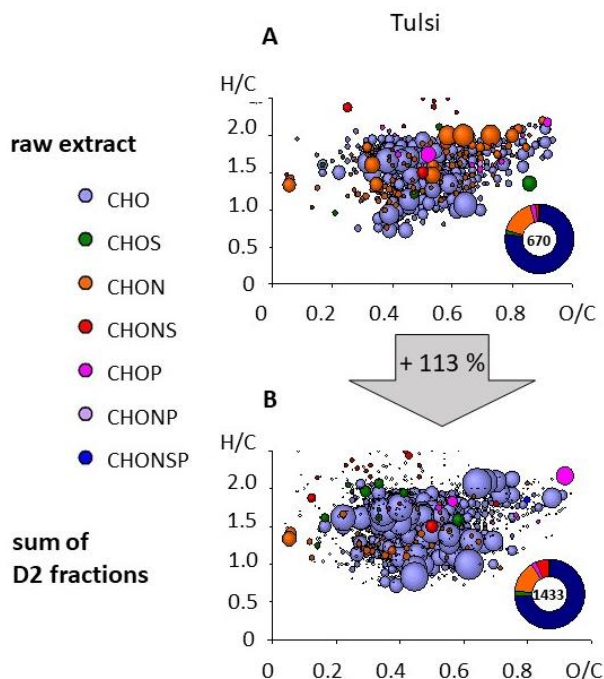 Tulsi
A
H/C
2.0
1.5
1.0
0.5
0
0
0.2
0.4
0.6
0.8
O/C
670
raw extract
CHO
CHOS
CHON
CHONS
CHOP
CHONP
CHONSP
+ 113 %
B
H/C
2.0
1.5
1.0
0.5
0
0
0.2
0.4
0.6
0.8
O/C
1433
sum of
D2 fractions